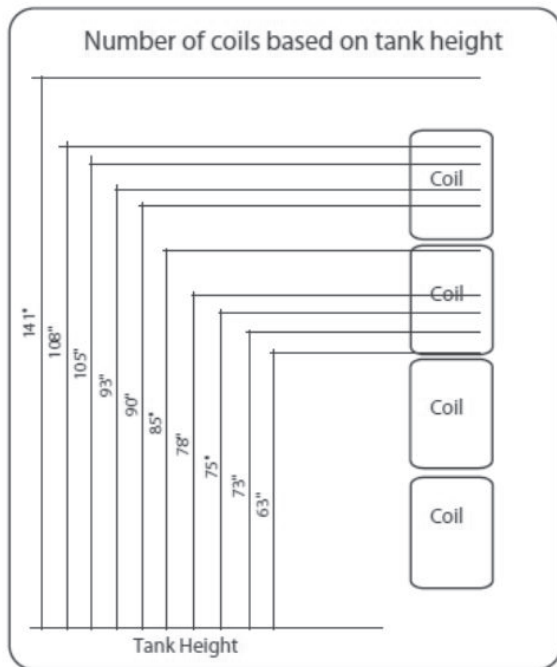 Number of coils based on tank height
Coil
Coil
Coil
Coil
141"
108"
105"
93"
90"
85"
78"
75"
73"
63"
Tank Height